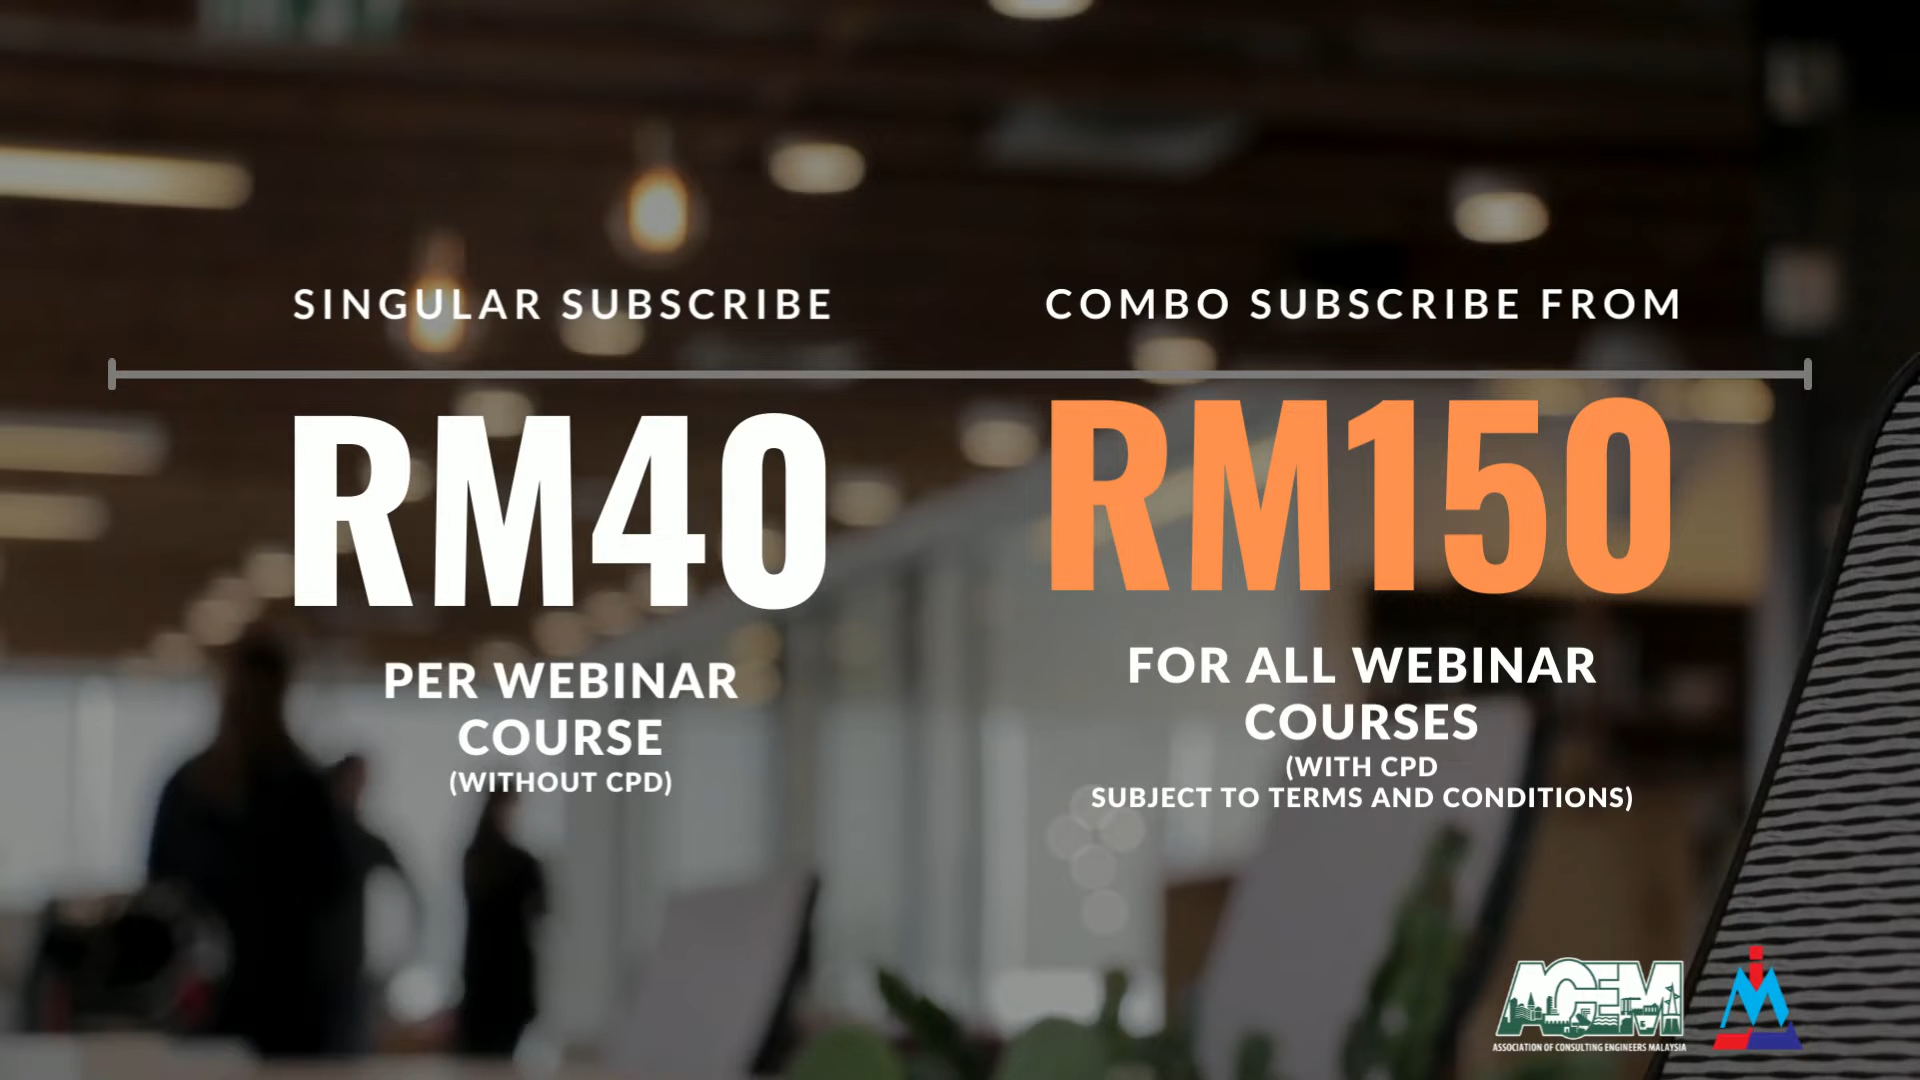 SINGULAR SUBSCRIBE
RM40
PER WEBINAR
COURSE
(WITHOUT CPD)
COMBO SUBSCRIBE FROM
RM150
FOR ALL WEBINAR
COURSES
(WITH CPD
SUBJECT TO TERMS AND CONDITIONS)
ACEM
ASSOCIATION OF CONSULTING ENGINEERS MALAYSIA